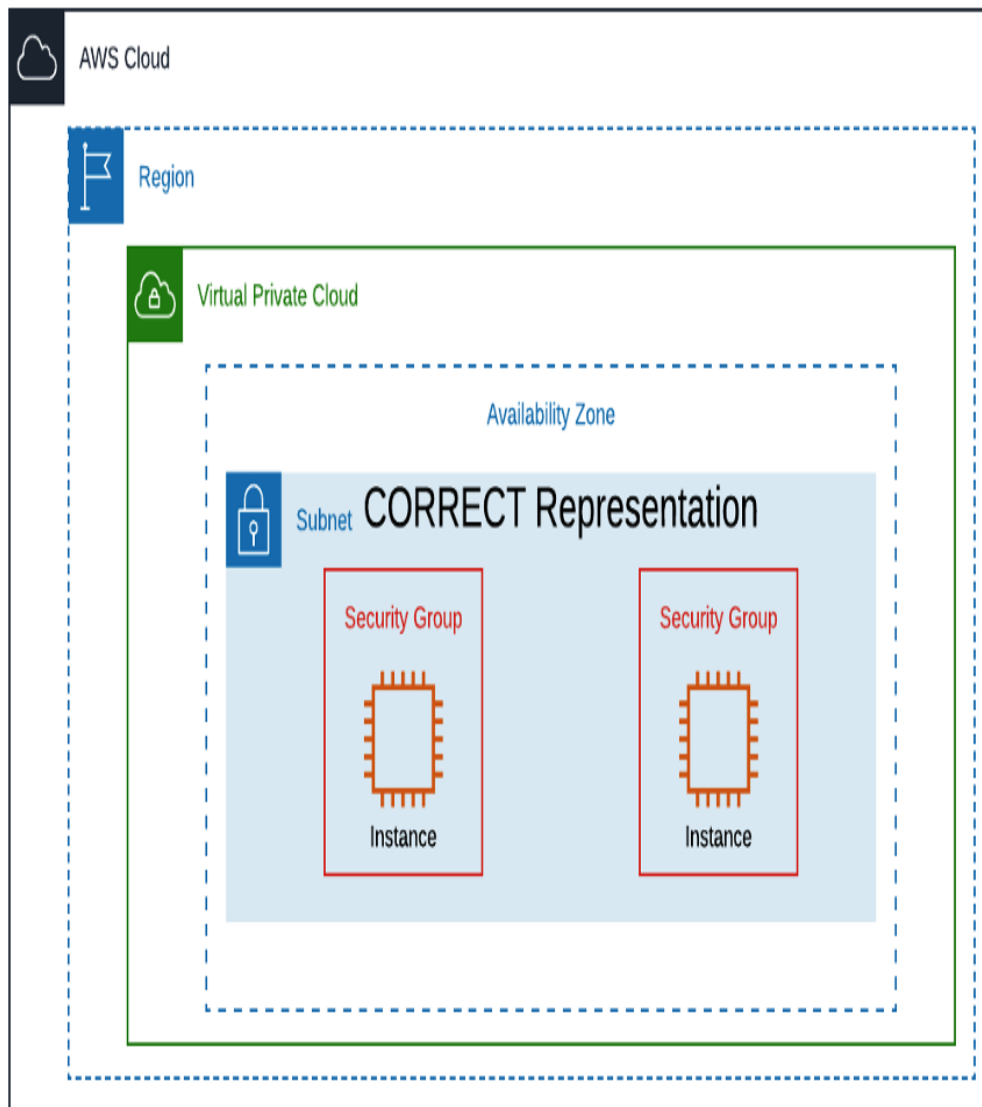 AWS Cloud
Region
Virtual Private Cloud
Availability Zone
Subnet CORRECT Representation
Security Group Security Group
Instance Instance